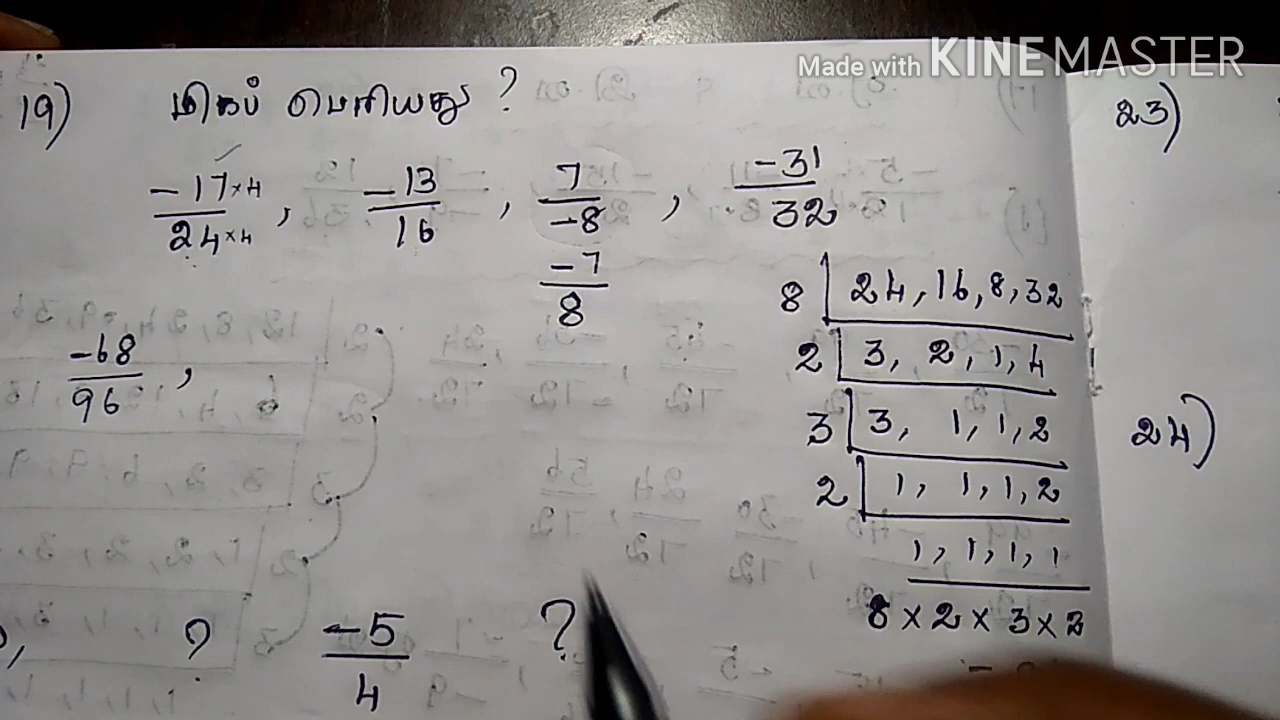 Made with KINEMASTER
19) மிகப் பெரியது ?
23)
-17×4/24×4 , -13/16 , 7/-8 , -31/32
-7/8
8 | 24, 16, 8, 32
2 | 3, 2, 1, 4
-68/96 ,
3 | 3, 1, 1, 2
24)
2 | 1, 1, 1, 2
1, 1, 1, 1
8 × 2 × 3 × 2
, ? -5/4 ?